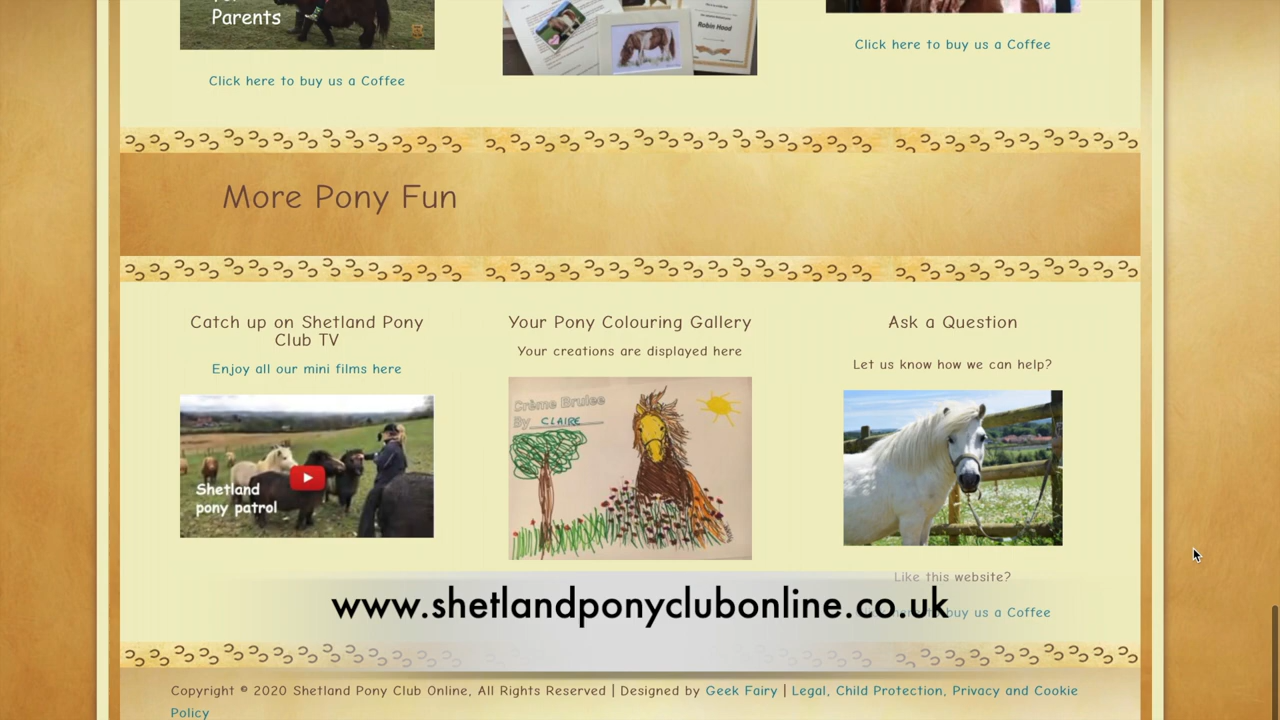 Parents
Robin Hood
Click here to buy us a Coffee
Click here to buy us a Coffee
More Pony Fun
Catch up on Shetland Pony
Club TV
Enjoy all our mini films here
Shetland
pony patrol
Your Pony Colouring Gallery
Your creations are displayed here
Crème Brulee
By CLAIRE
Ask a Question
Let us know how we can help?
Like this website?
buy us a Coffee
www.shetlandponyclubonline.co.uk
Copyright © 2020 Shetland Pony Club Online, All Rights Reserved | Designed by Geek Fairy | Legal, Child Protection, Privacy and Cookie
Policy